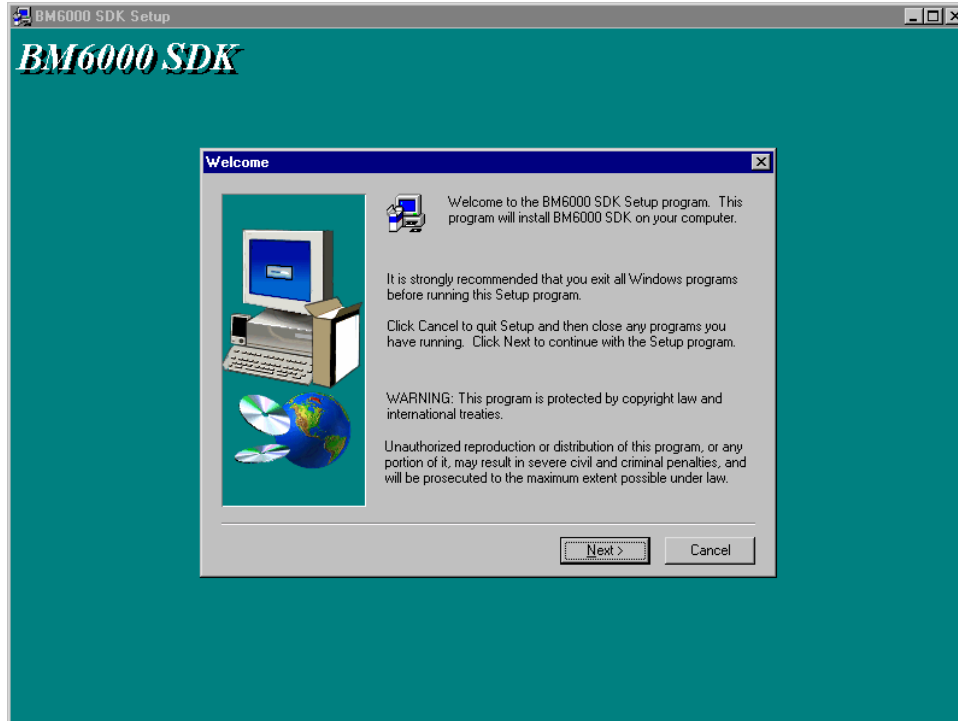 BM6000 SDK Setup
BM6000 SDK
Welcome
Welcome to the BM6000 SDK Setup program. This
program will install BM6000 SDK on your computer.
It is strongly recommended that you exit all Windows programs
before running this Setup program.
Click Cancel to quit Setup and then close any programs you
have running. Click Next to continue with the Setup program.
WARNING: This program is protected by copyright law and
international treaties.
Unauthorized reproduction or distribution of this program, or any
portion of it, may result in severe civil and criminal penalties, and
will be prosecuted to the maximum extent possible under law.
Next >
Cancel